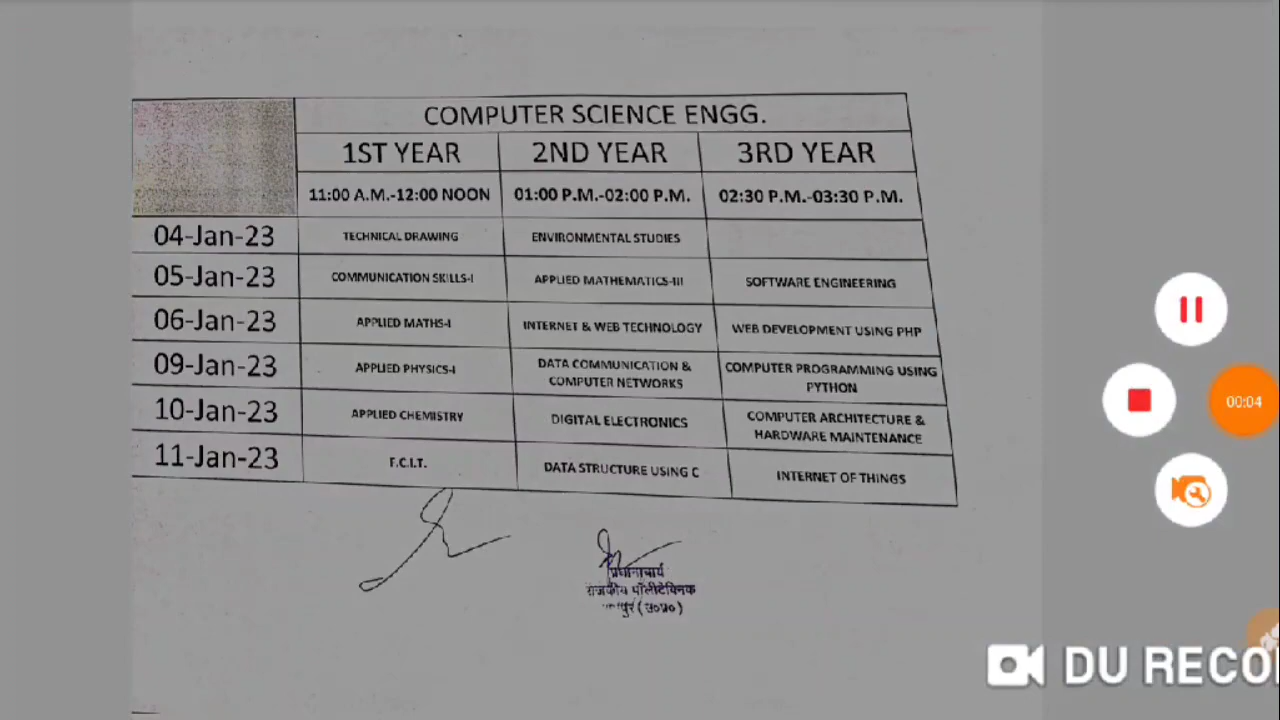 COMPUTER SCIENCE ENGG.
1ST YEAR 2ND YEAR 3RD YEAR
11:00 A.M.-12:00 NOON 01:00 P.M.-02:00 P.M. 02:30 P.M.-03:30 P.M.
04-Jan-23 TECHNICAL DRAWING ENVIRONMENTAL STUDIES
05-Jan-23 COMMUNICATION SKILLS-I APPLIED MATHEMATICS-III SOFTWARE ENGINEERING
06-Jan-23 APPLIED MATHS-I INTERNET & WEB TECHNOLOGY WEB DEVELOPMENT USING PHP
09-Jan-23 APPLIED PHYSICS-I DATA COMMUNICATION & COMPUTER NETWORKS COMPUTER PROGRAMMING USING PYTHON
10-Jan-23 APPLIED CHEMISTRY DIGITAL ELECTRONICS COMPUTER ARCHITECTURE & HARDWARE MAINTENANCE
11-Jan-23 F.C.I.T. DATA STRUCTURE USING C INTERNET OF THINGS
प्रधानाचार्य
राजकीय पॉलीटेक्निक
(उ०प्र०)
00:04
DU RECO